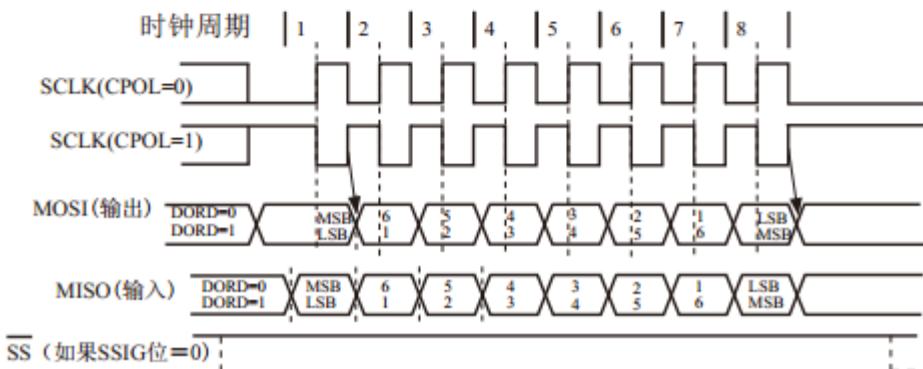 时钟周期 1 2 3 4 5 6 7 8
SCLK(CPOL=0)
SCLK(CPOL=1)
MOSI(输出) DORD=0 MSB 6 5 4 3 2 1 LSB
DORD=1 LSB 1 2 3 4 5 6 MSB
MISO(输入) DORD=0 MSB 6 5 4 3 2 1 LSB
DORD=1 LSB 1 2 3 4 5 6 MSB
SS（如果SSIG位=0）